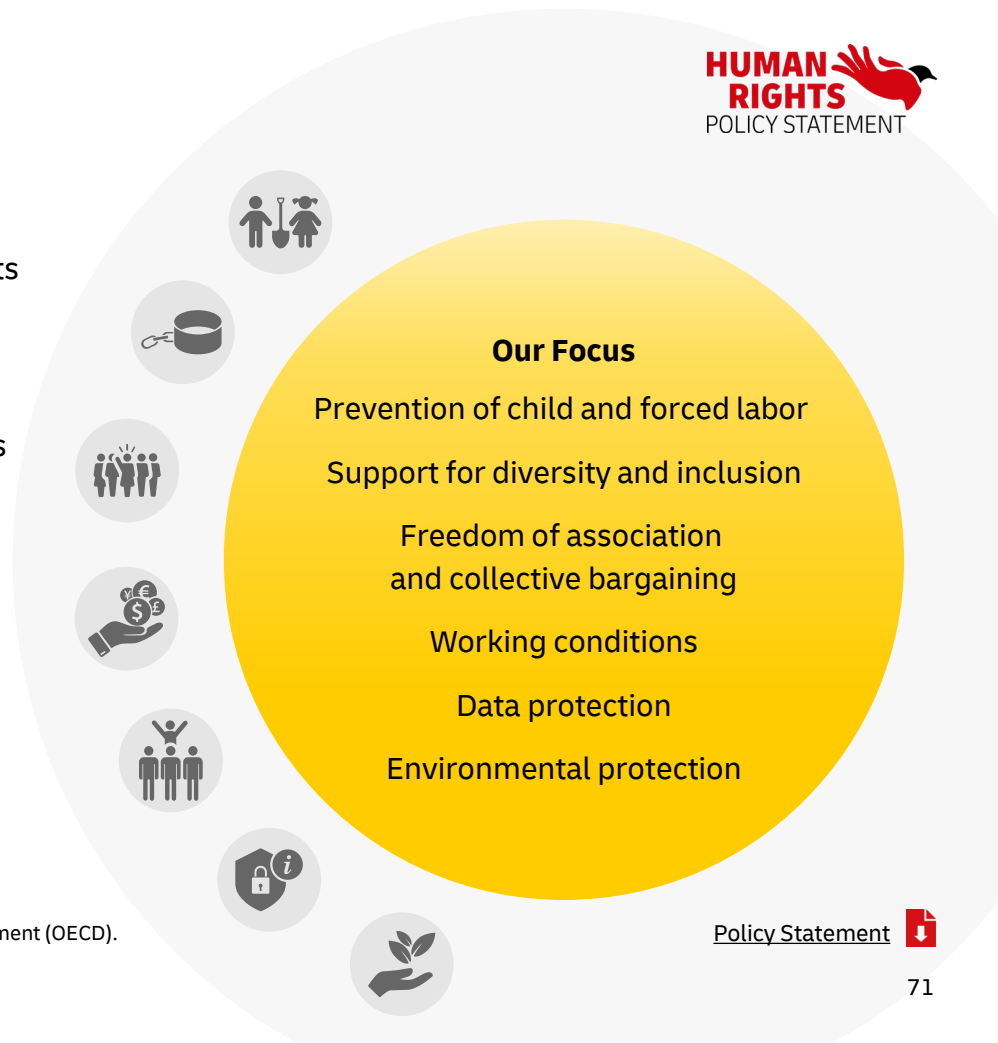 HUMAN
RIGHTS
POLICY STATEMENT
ts
s
Our Focus
Prevention of child and forced labor
Support for diversity and inclusion
Freedom of association
and collective bargaining
Working conditions
Data protection
Environmental protection
¥ € $ £
i
ment (OECD).
Policy Statement
71